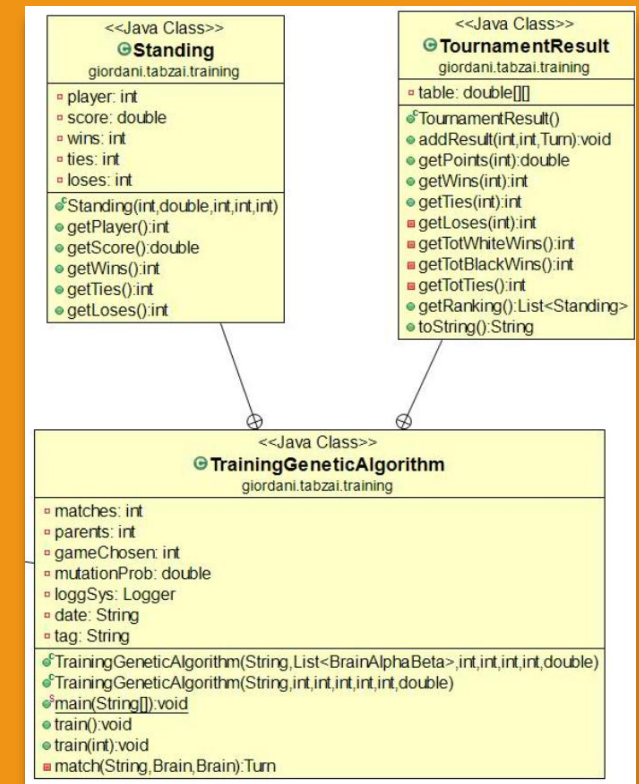 <<Java Class>>
Standing
giordani.tabzai.training
player: int
score: double
wins: int
ties: int
loses: int
Standing(int,double,int,int,int)
getPlayer():int
getScore():double
getWins():int
getTies():int
getLoses():int
<<Java Class>>
TournamentResult
giordani.tabzai.training
table: double[][]
TournamentResult()
addResult(int,int,Turn):void
getPoints(int):double
getWins(int):int
getTies(int):int
getLoses(int):int
getTotWhiteWins():int
getTotBlackWins():int
getTotTies():int
getRanking():List<Standing>
toString():String
<<Java Class>>
TrainingGeneticAlgorithm
giordani.tabzai.training
matches: int
parents: int
gameChosen: int
mutationProb: double
loggSys: Logger
date: String
tag: String
TrainingGeneticAlgorithm(String,List<BrainAlphaBeta>,int,int,int,int,double)
TrainingGeneticAlgorithm(String,int,int,int,int,int,double)
main(String[]):void
train():void
train(int):void
match(String,Brain,Brain):Turn